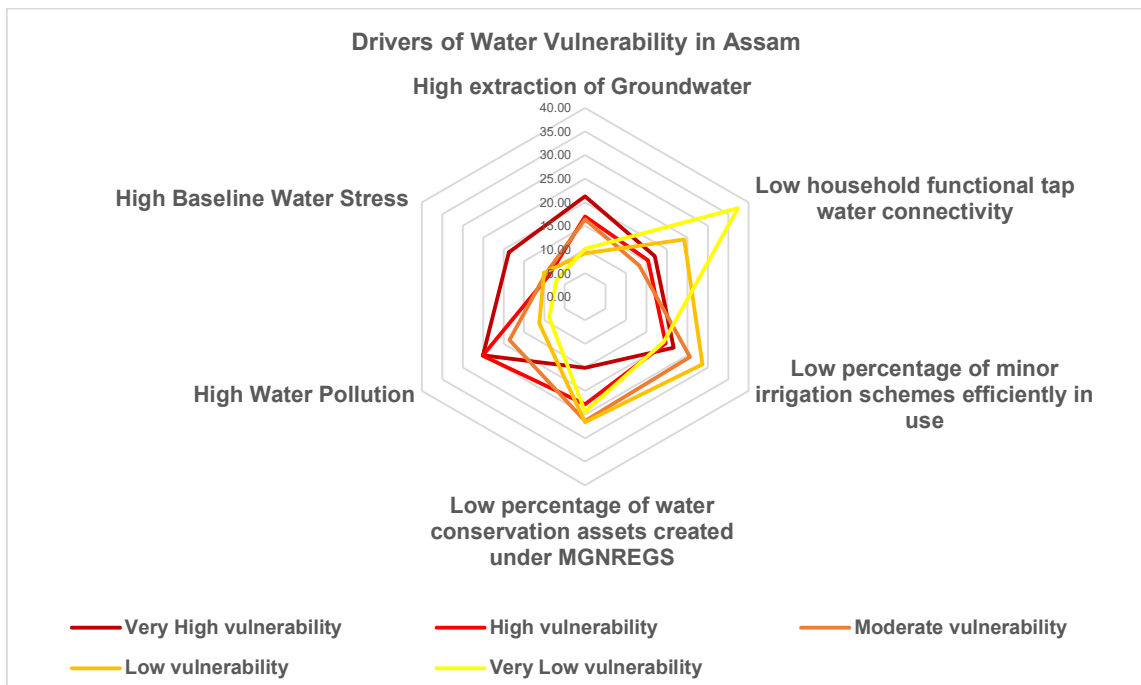 Drivers of Water Vulnerability in Assam
High extraction of Groundwater
40.00
35.00
30.00
25.00
20.00
15.00
10.00
5.00
0.00
Low household functional tap
water connectivity
Low percentage of minor
irrigation schemes efficiently in
use
Low percentage of water
conservation assets created
under MGNREGS
High Water Pollution
High Baseline Water Stress
Very High vulnerability
High vulnerability
Moderate vulnerability
Low vulnerability
Very Low vulnerability